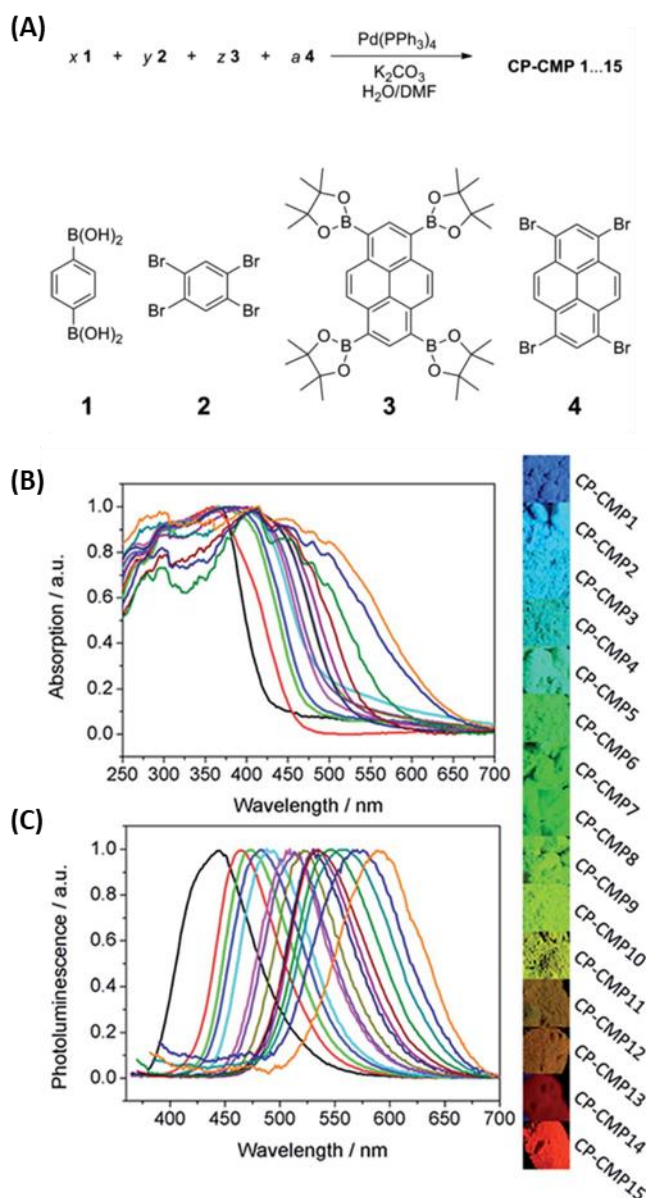 (A)
x 1 + y 2 + z 3 + a 4
Pd(PPh3)4
K2CO3
H2O/DMF
CP-CMP 1...15
B(OH)2
B(OH)2
Br Br
Br Br
O O
B B
O O
O O
B B
O O
Br Br
Br Br
1 2 3 4
(B)
Absorption / a.u.
1.0
0.8
0.6
0.4
0.2
0.0
250 300 350 400 450 500 550 600 650 700
Wavelength / nm
(C)
Photoluminescence / a.u.
1.0
0.8
0.6
0.4
0.2
0.0
400 450 500 550 600 650 700
Wavelength / nm
CP-CMP1
CP-CMP2
CP-CMP3
CP-CMP4
CP-CMP5
CP-CMP6
CP-CMP7
CP-CMP8
CP-CMP9
CP-CMP10
CP-CMP11
CP-CMP12
CP-CMP13
CP-CMP14
CP-CMP15